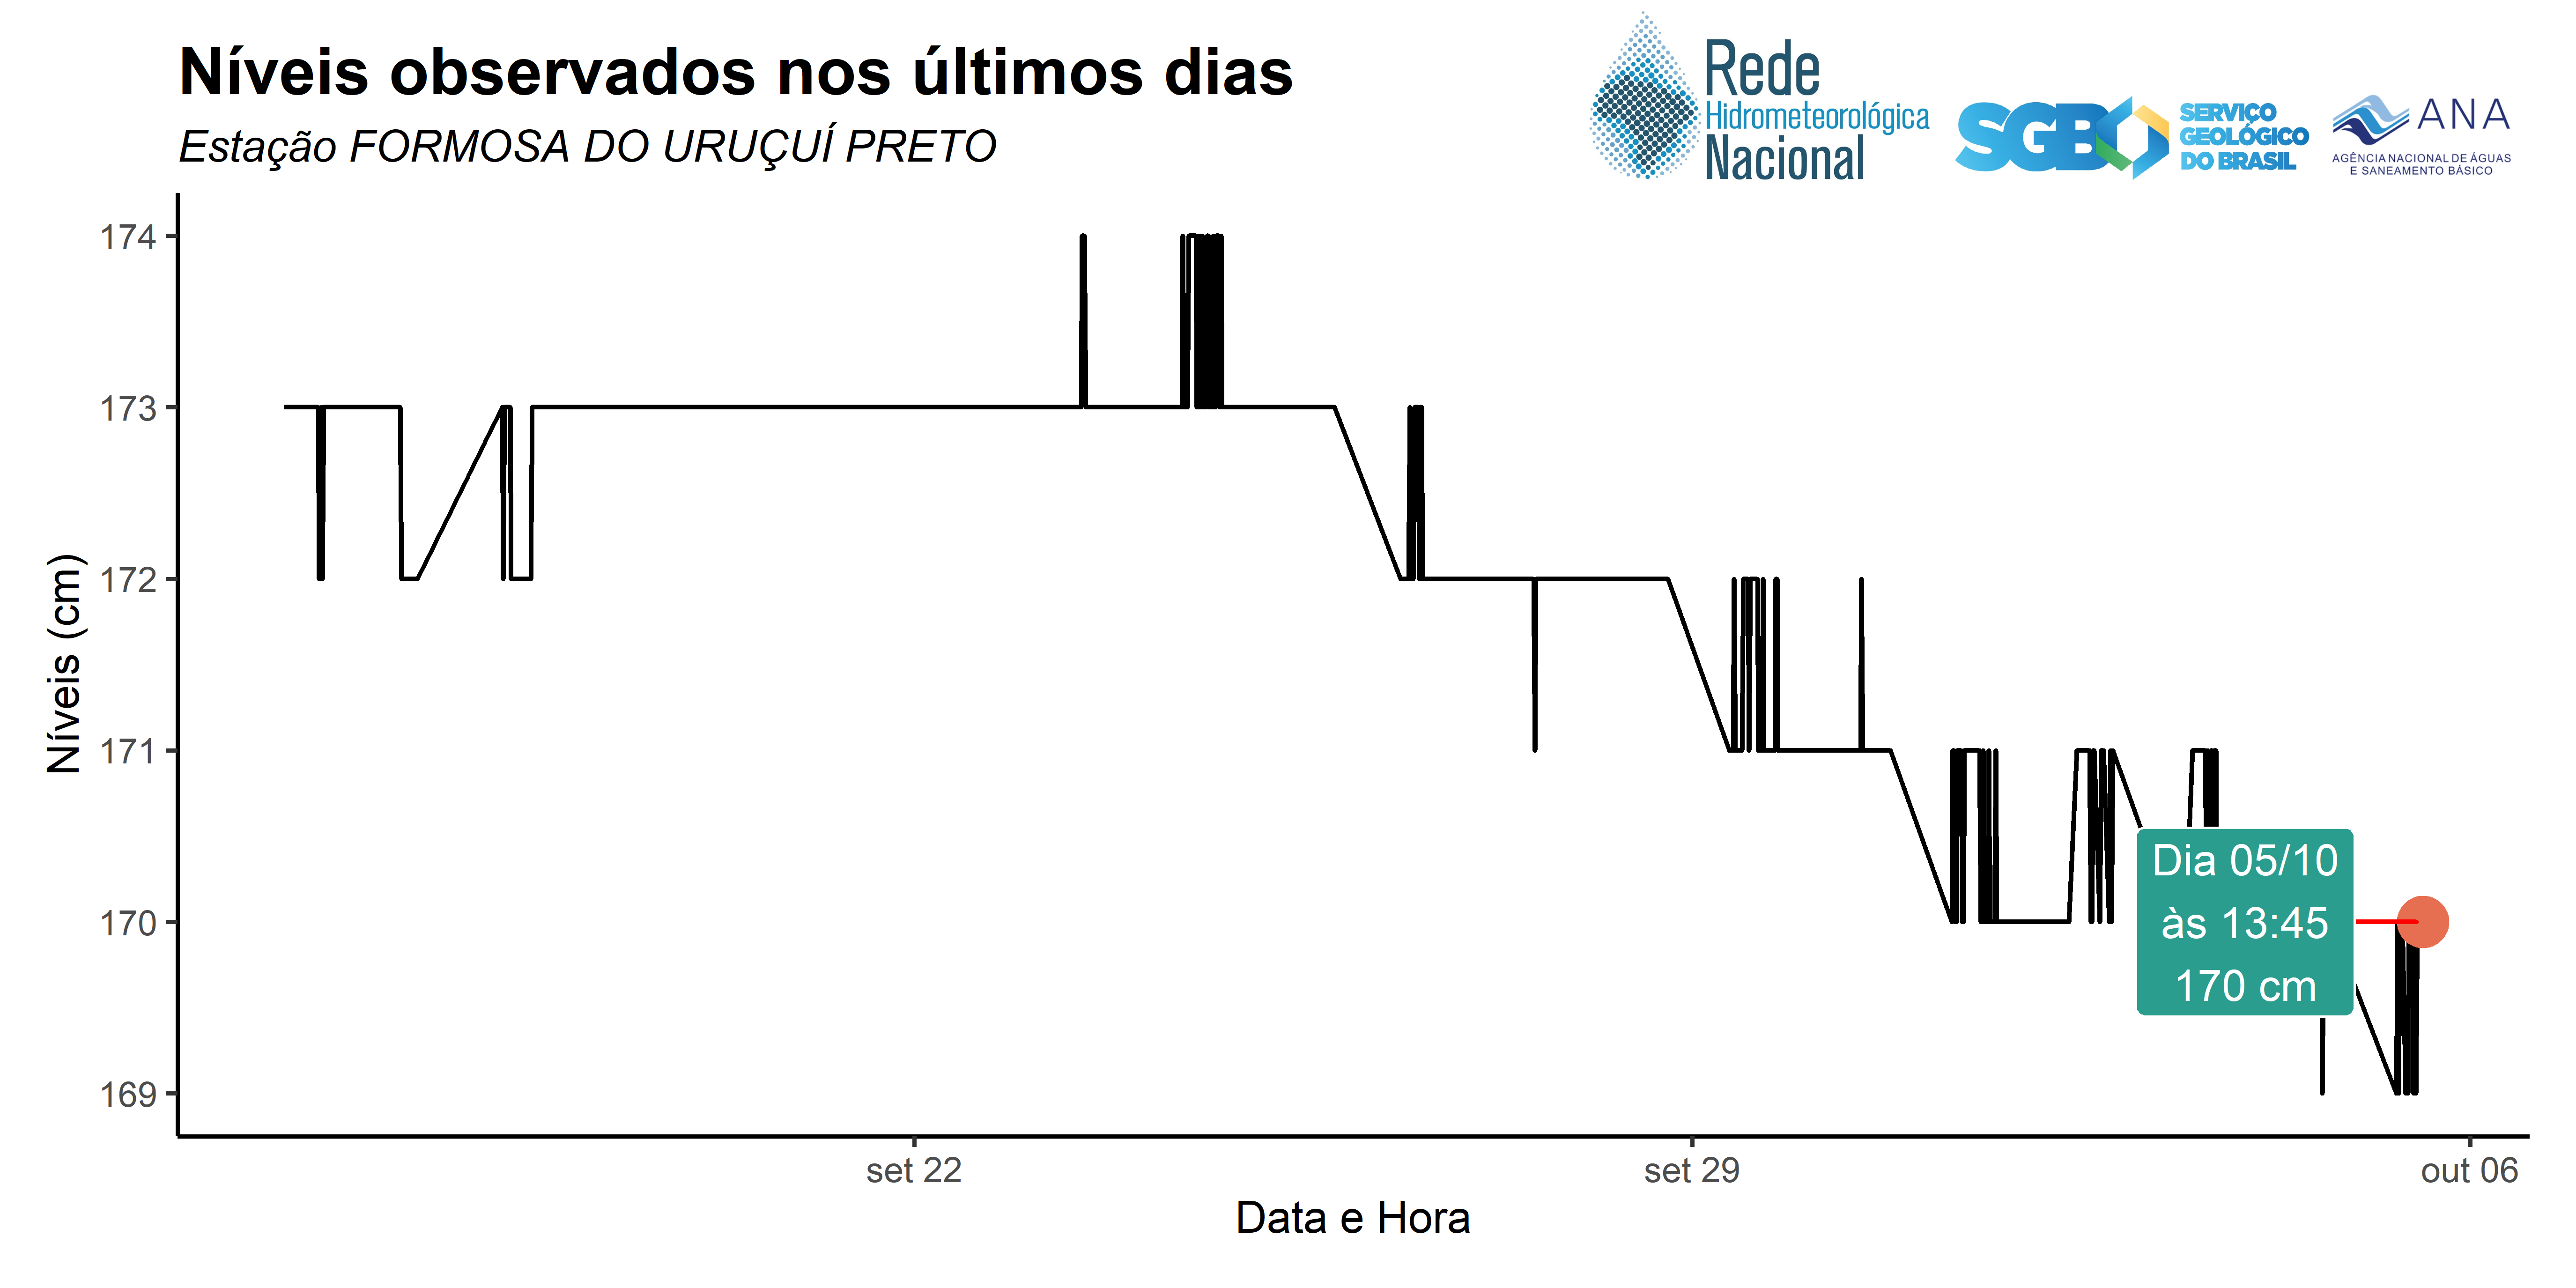 Níveis observados nos últimos dias
Estação FORMOSA DO URUÇUÍ PRETO
Rede
Hidrometeorológica
Nacional
SGB
SERVIÇO
GEOLÓGICO
DO BRASIL
ANA
AGÊNCIA NACIONAL DE ÁGUAS
E SANEAMENTO BÁSICO
Níveis (cm)
174
173
172
171
170
169
Dia 05/10
às 13:45
170 cm
set 22
set 29
out 06
Data e Hora